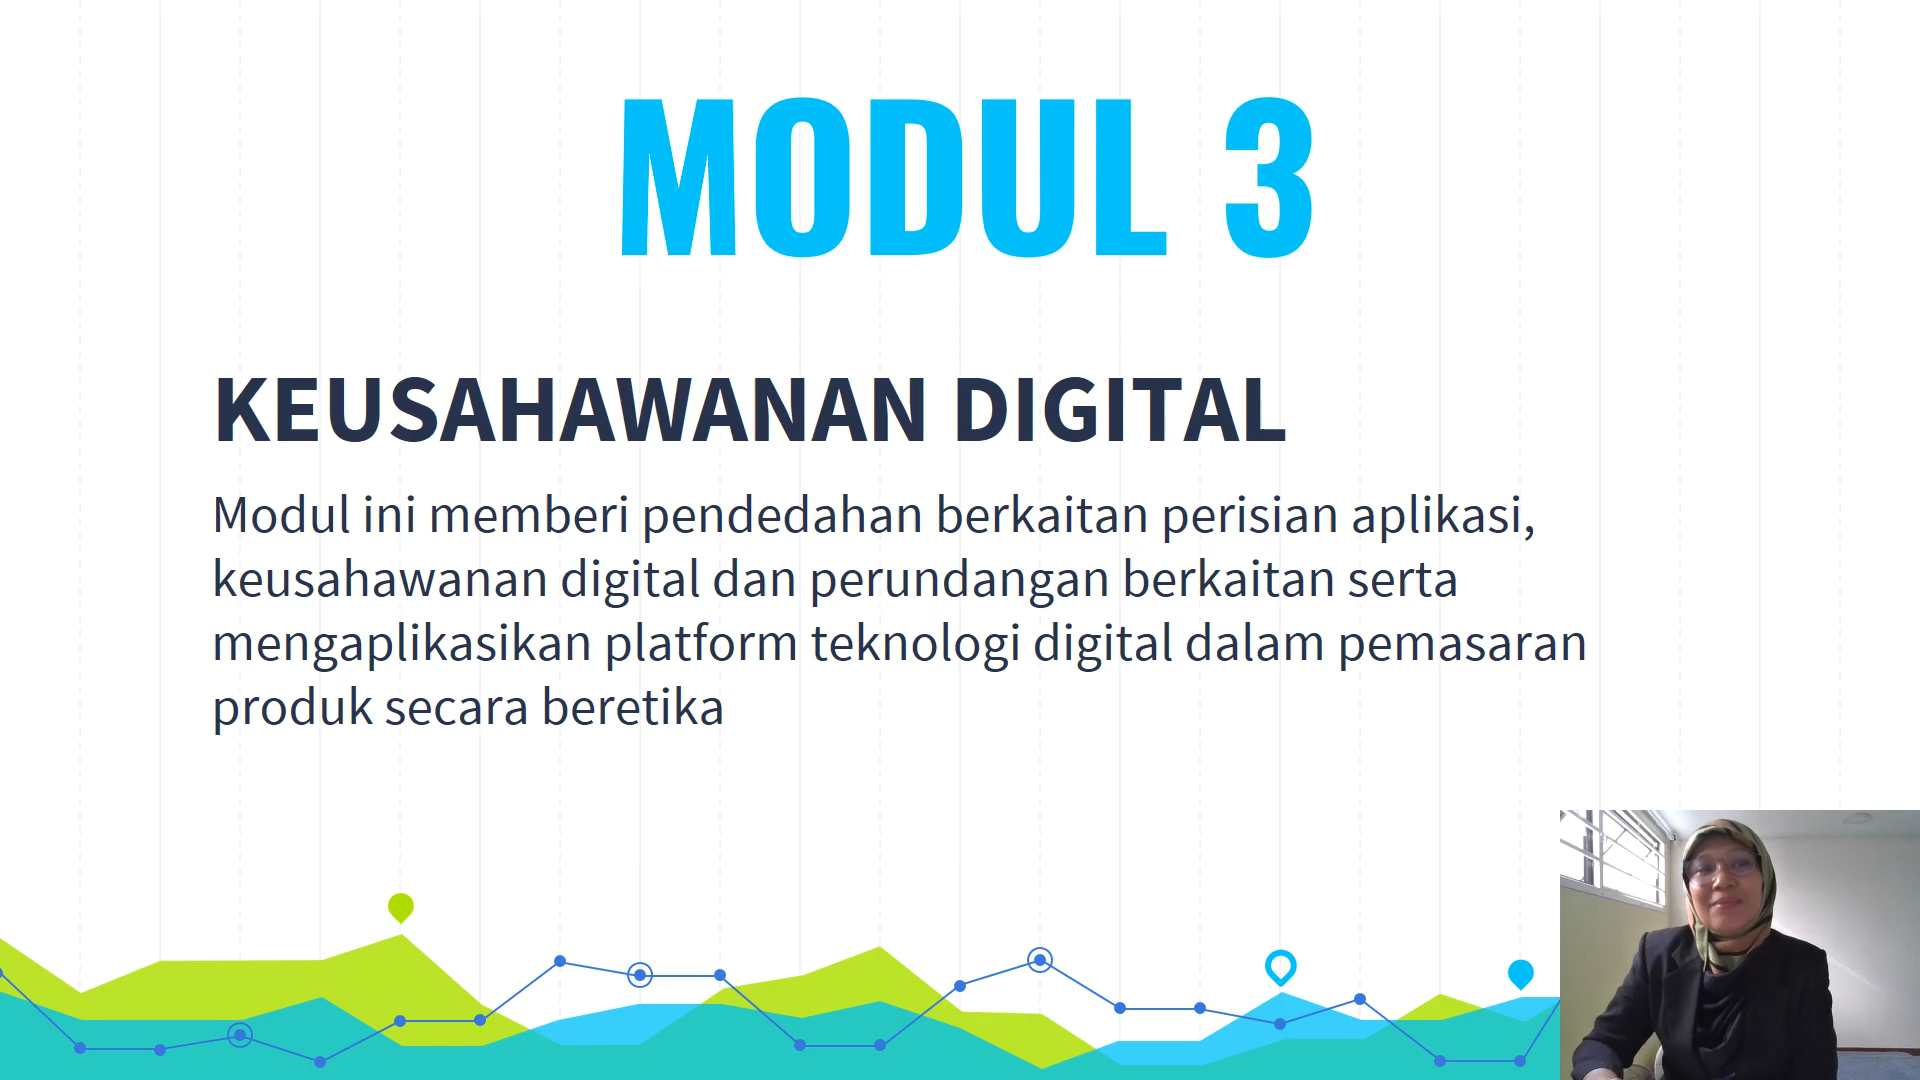 MODUL 3
KEUSAHAWANAN DIGITAL
Modul ini memberi pendedahan berkaitan perisian aplikasi,
keusahawanan digital dan perundangan berkaitan serta
mengaplikasikan platform teknologi digital dalam pemasaran
produk secara beretika